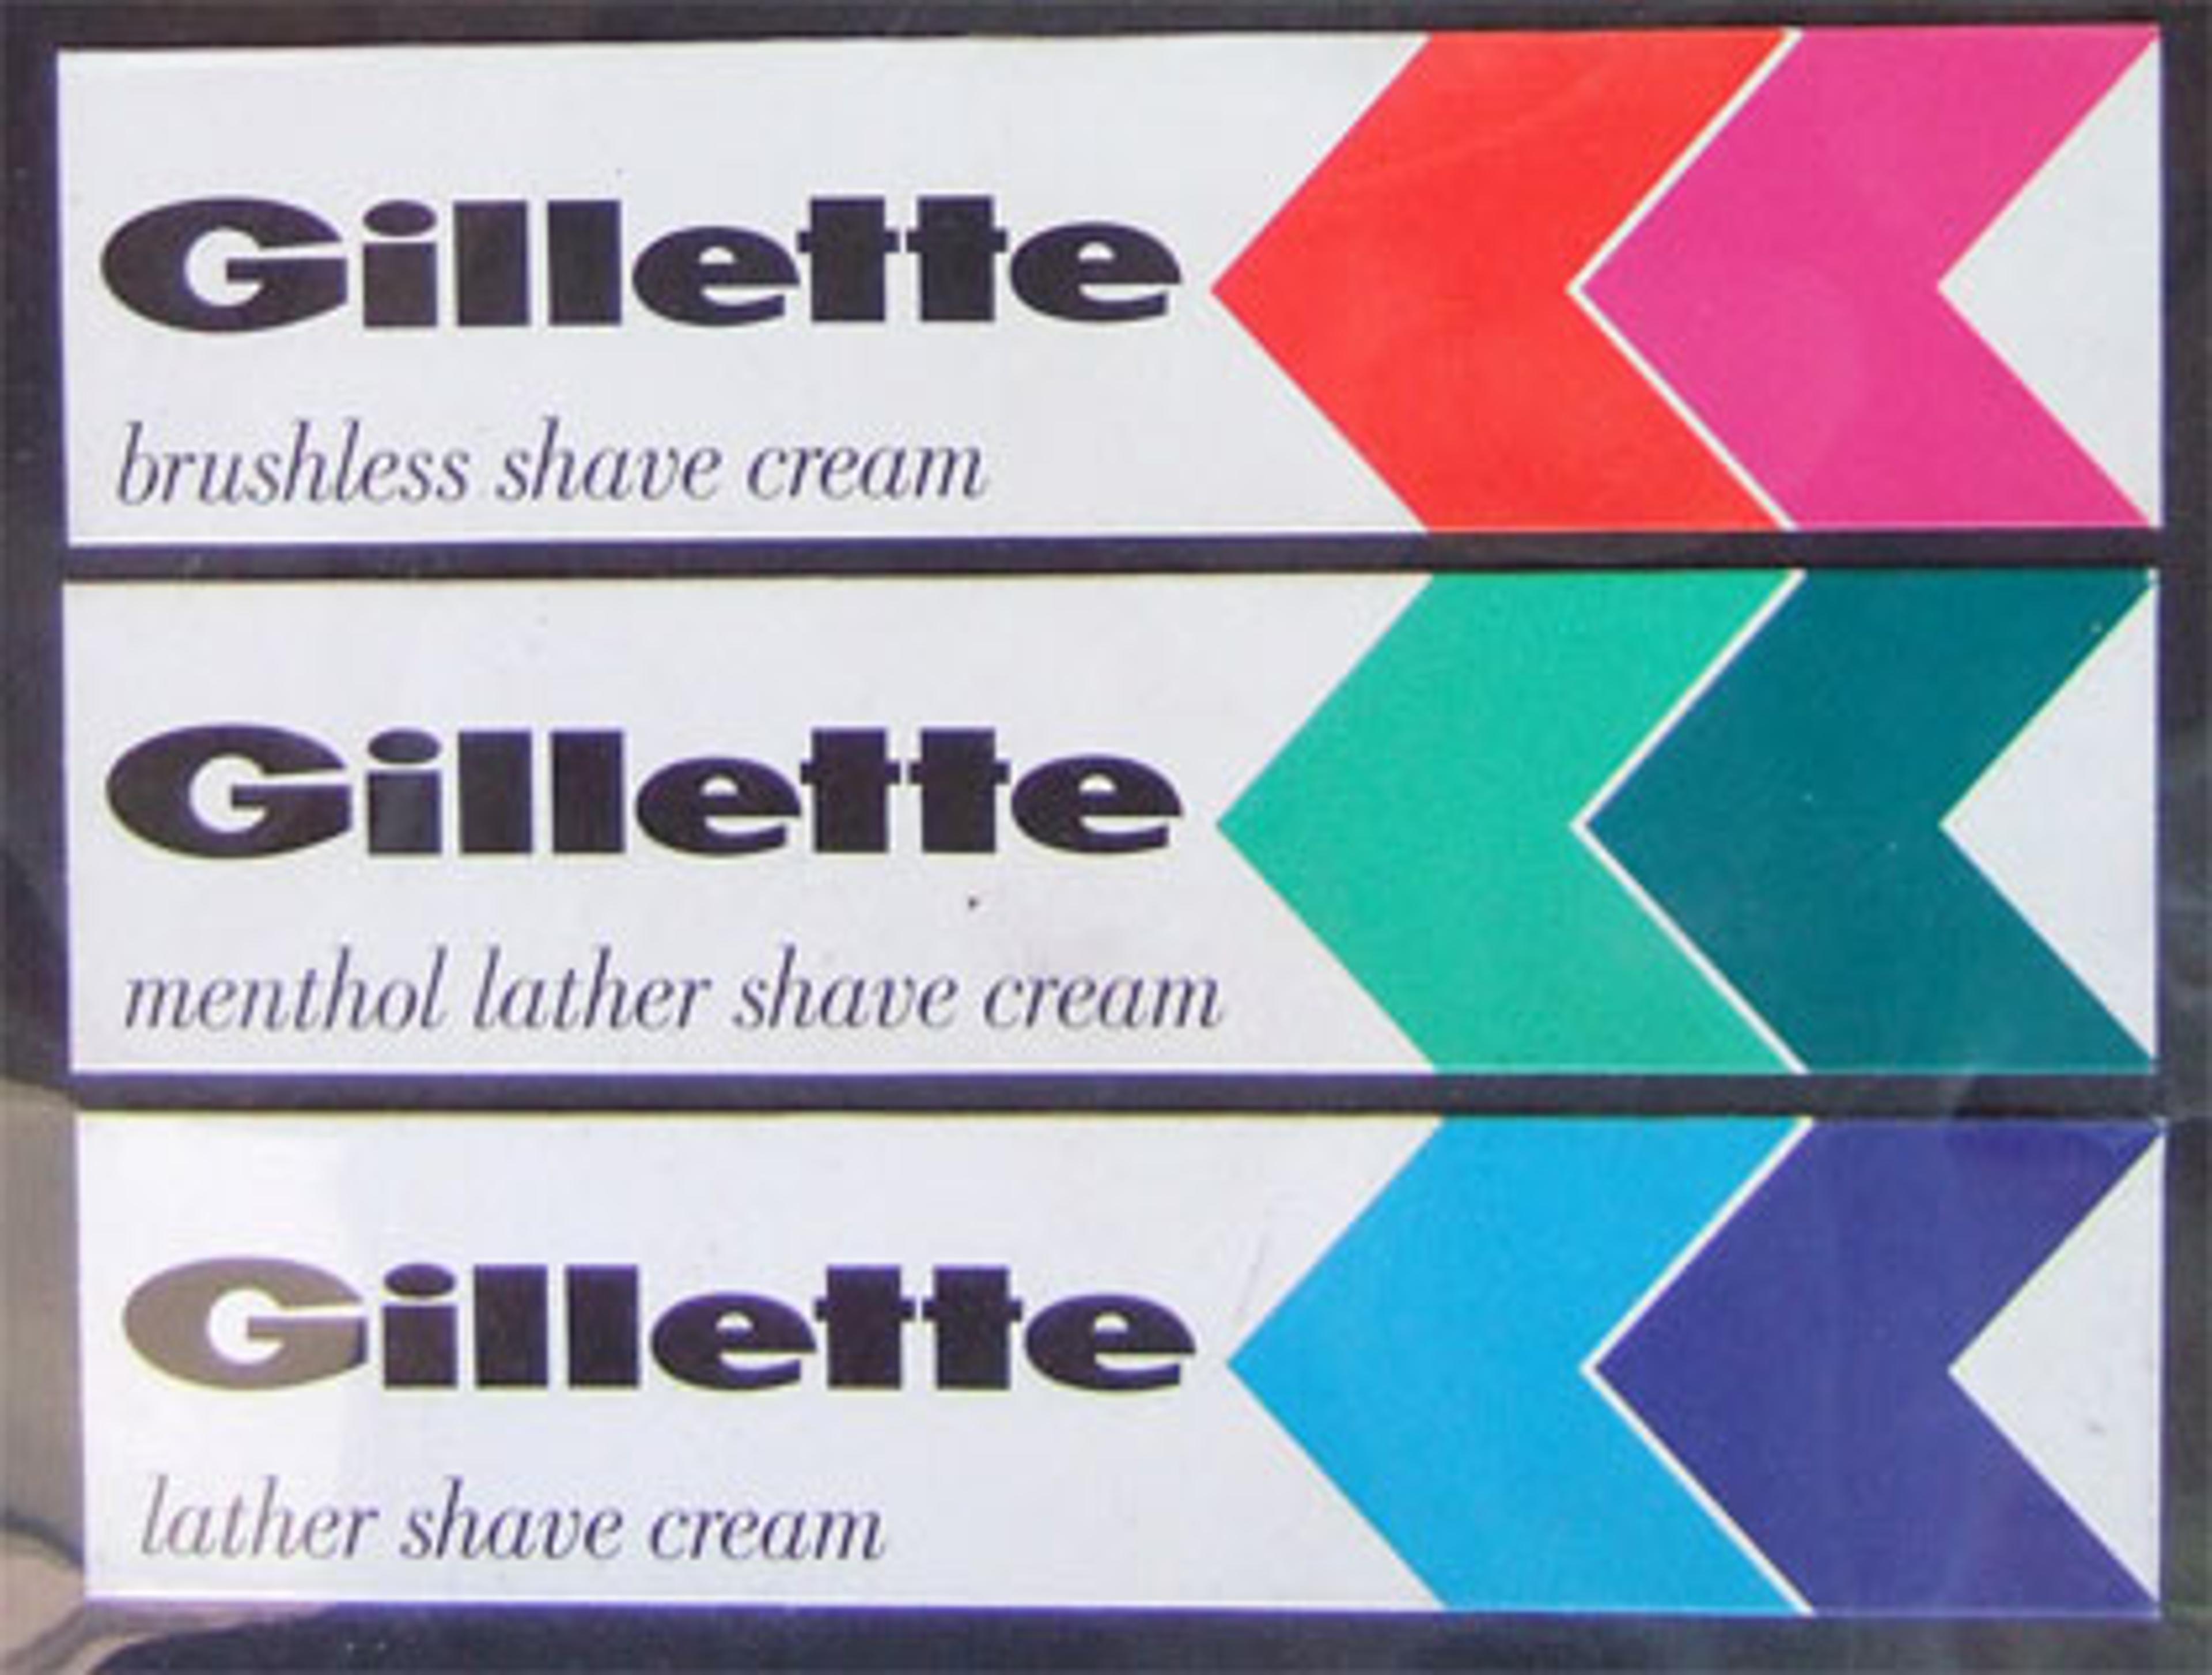 Gillette
brushless shave cream
Gillette
menthol lather shave cream
Gillette
lather shave cream